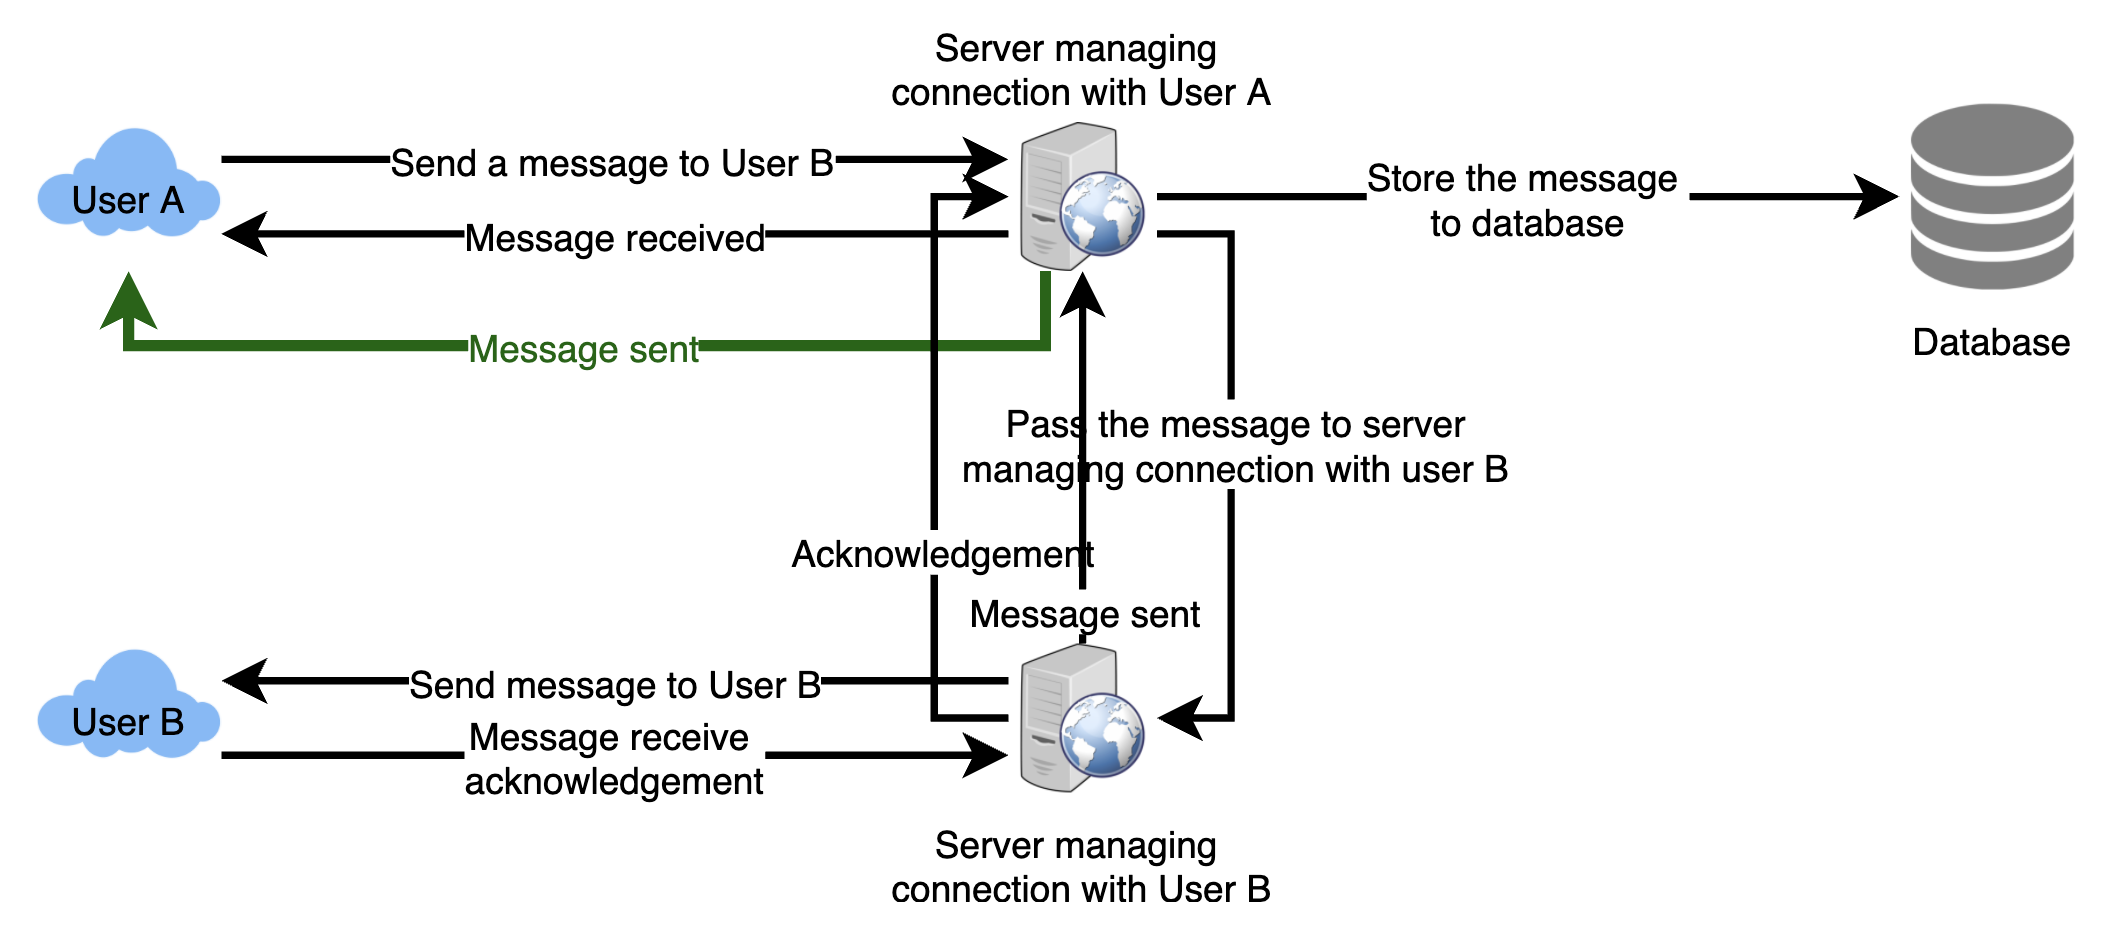 Server managing
connection with User A
User A
Send a message to User B
Message received
Message sent
Store the message
to database
Database
Pass the message to server
managing connection with user B
Acknowledgement
Message sent
User B
Send message to User B
Message receive
acknowledgement
Server managing
connection with User B